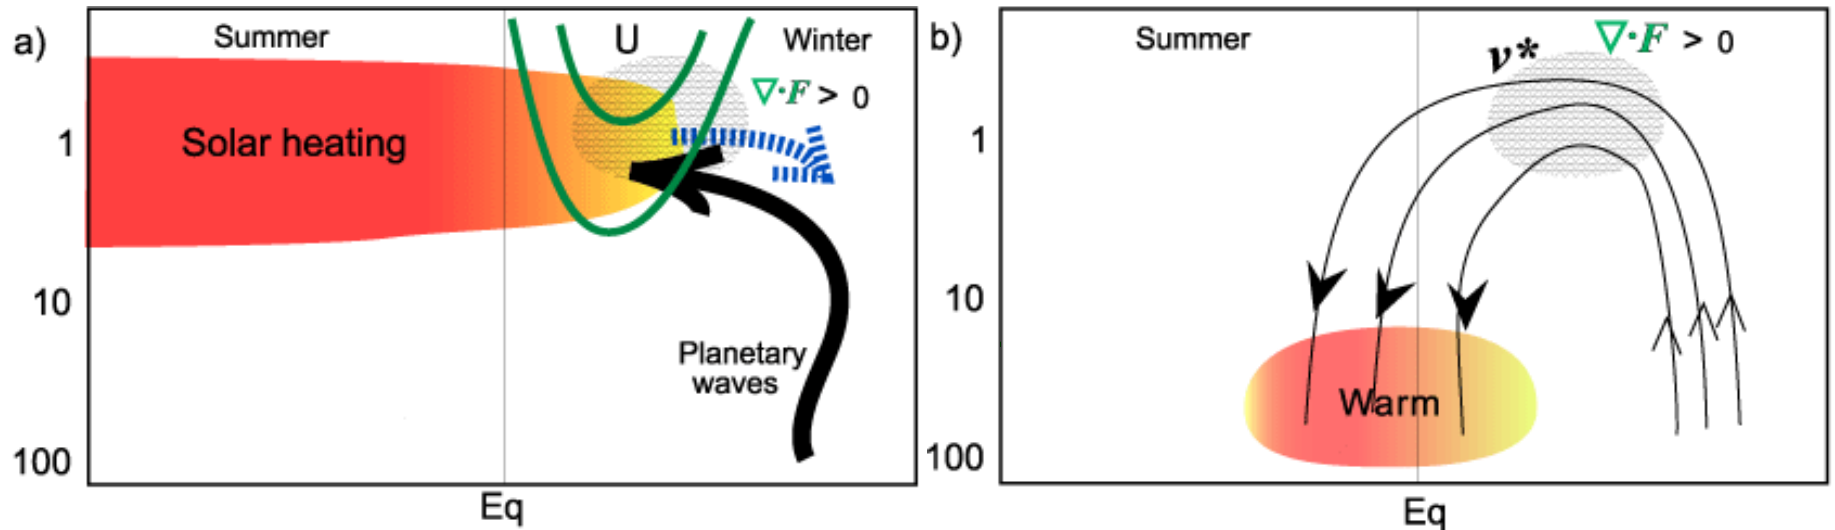 a)
Summer
U
Winter
∇·F > 0
Solar heating
1
10
100
Planetary
waves
Eq
b)
Summer
v*
∇·F > 0
1
10
100
Warm
Eq